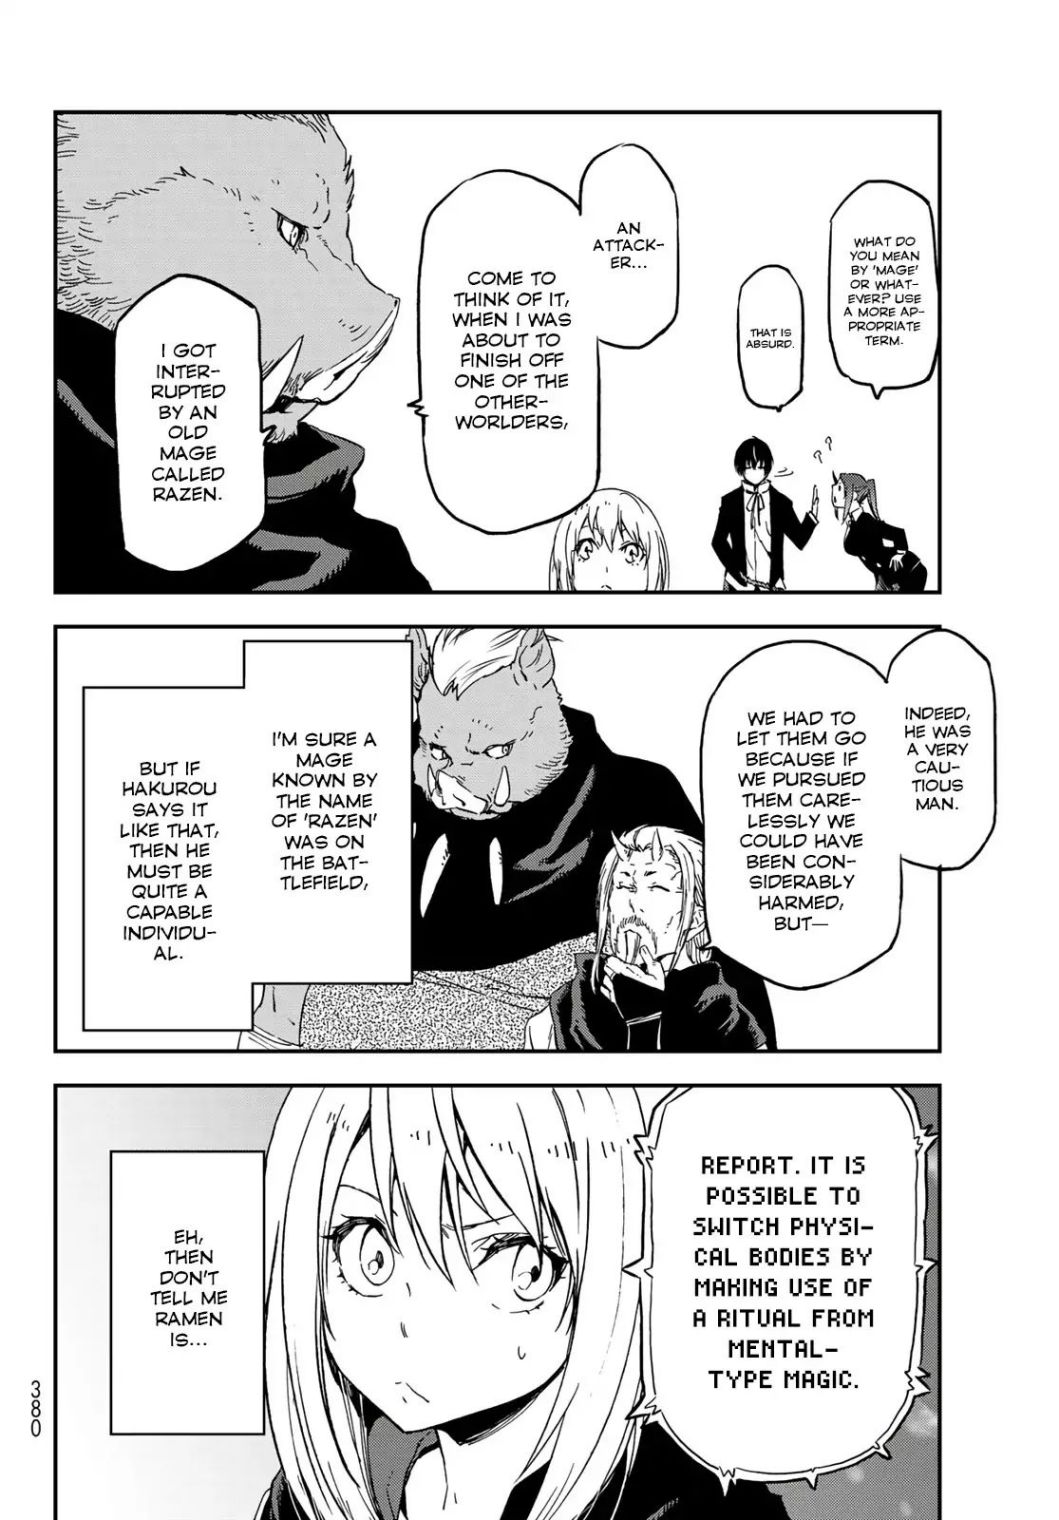 WHAT DO
YOU MEAN
BY 'MAGE'
OR WHAT-
EVER? USE
A MORE AP-
PROPRIATE
TERM.
THAT IS
ABSURD.
AN
ATTACK-
ER...
COME TO
THINK OF IT,
WHEN I WAS
ABOUT TO
FINISH OFF
ONE OF THE
OTHER-
WORLDERS,
I GOT
INTER-
RUPTED
BY AN
OLD
MAGE
CALLED
RAZEN.
? ?
INDEED,
HE WAS
A VERY
CAU-
TIOUS
MAN.
WE HAD TO
LET THEM GO
BECAUSE IF
WE PURSUED
THEM CARE-
LESSLY WE
COULD HAVE
BEEN CON-
SIDERABLY
HARMED,
BUT—
I'M SURE A
MAGE
KNOWN BY
THE NAME
OF 'RAZEN'
WAS ON
THE BAT-
TLEFIELD,
BUT IF
HAKUROU
SAYS IT
LIKE THAT,
THEN HE
MUST BE
QUITE A
CAPABLE
INDIVIDU-
AL.
REPORT. IT IS
POSSIBLE TO
SWITCH PHYSI-
CAL BODIES BY
MAKING USE OF
A RITUAL FROM
MENTAL-
TYPE MAGIC.
EH,
THEN
DON'T
TELL ME
RAMEN
IS...
380